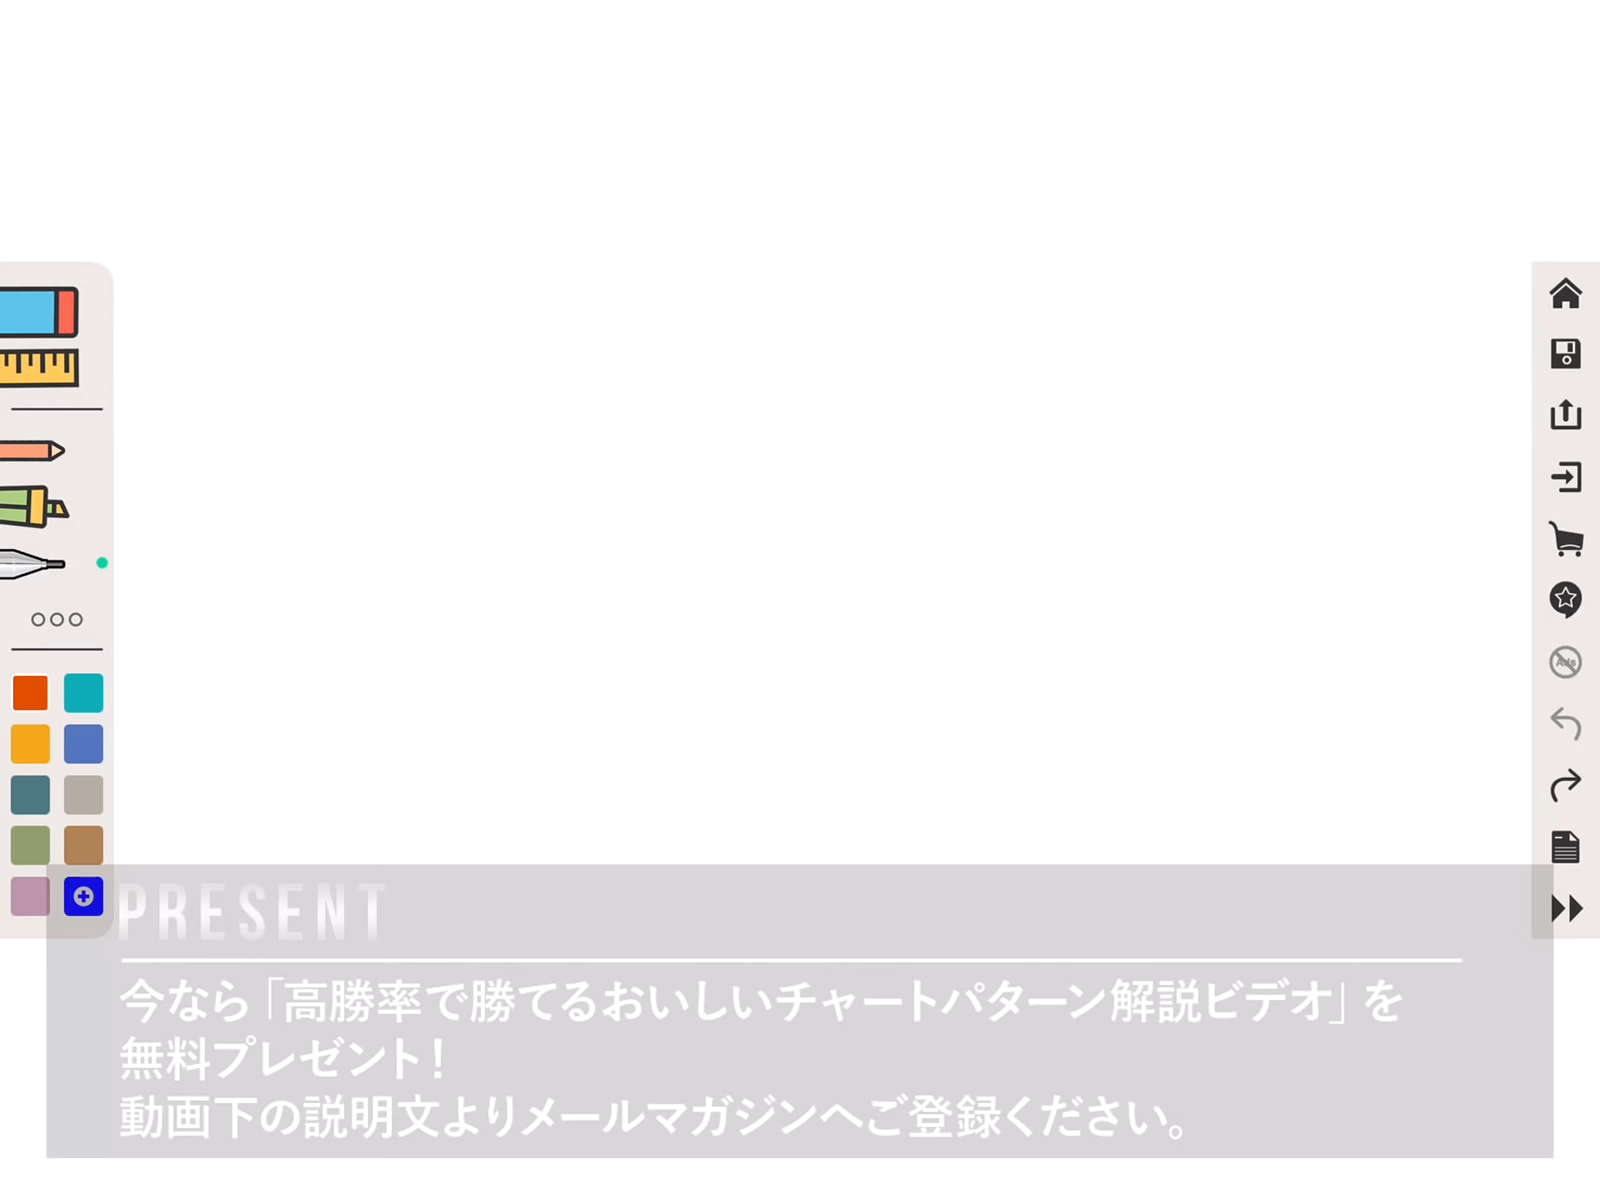 Ads
PRESENT
今なら「高勝率で勝てるおいしいチャートパターン解説ビデオ」を
無料プレゼント!
動画下の説明文よりメールマガジンへご登録ください。